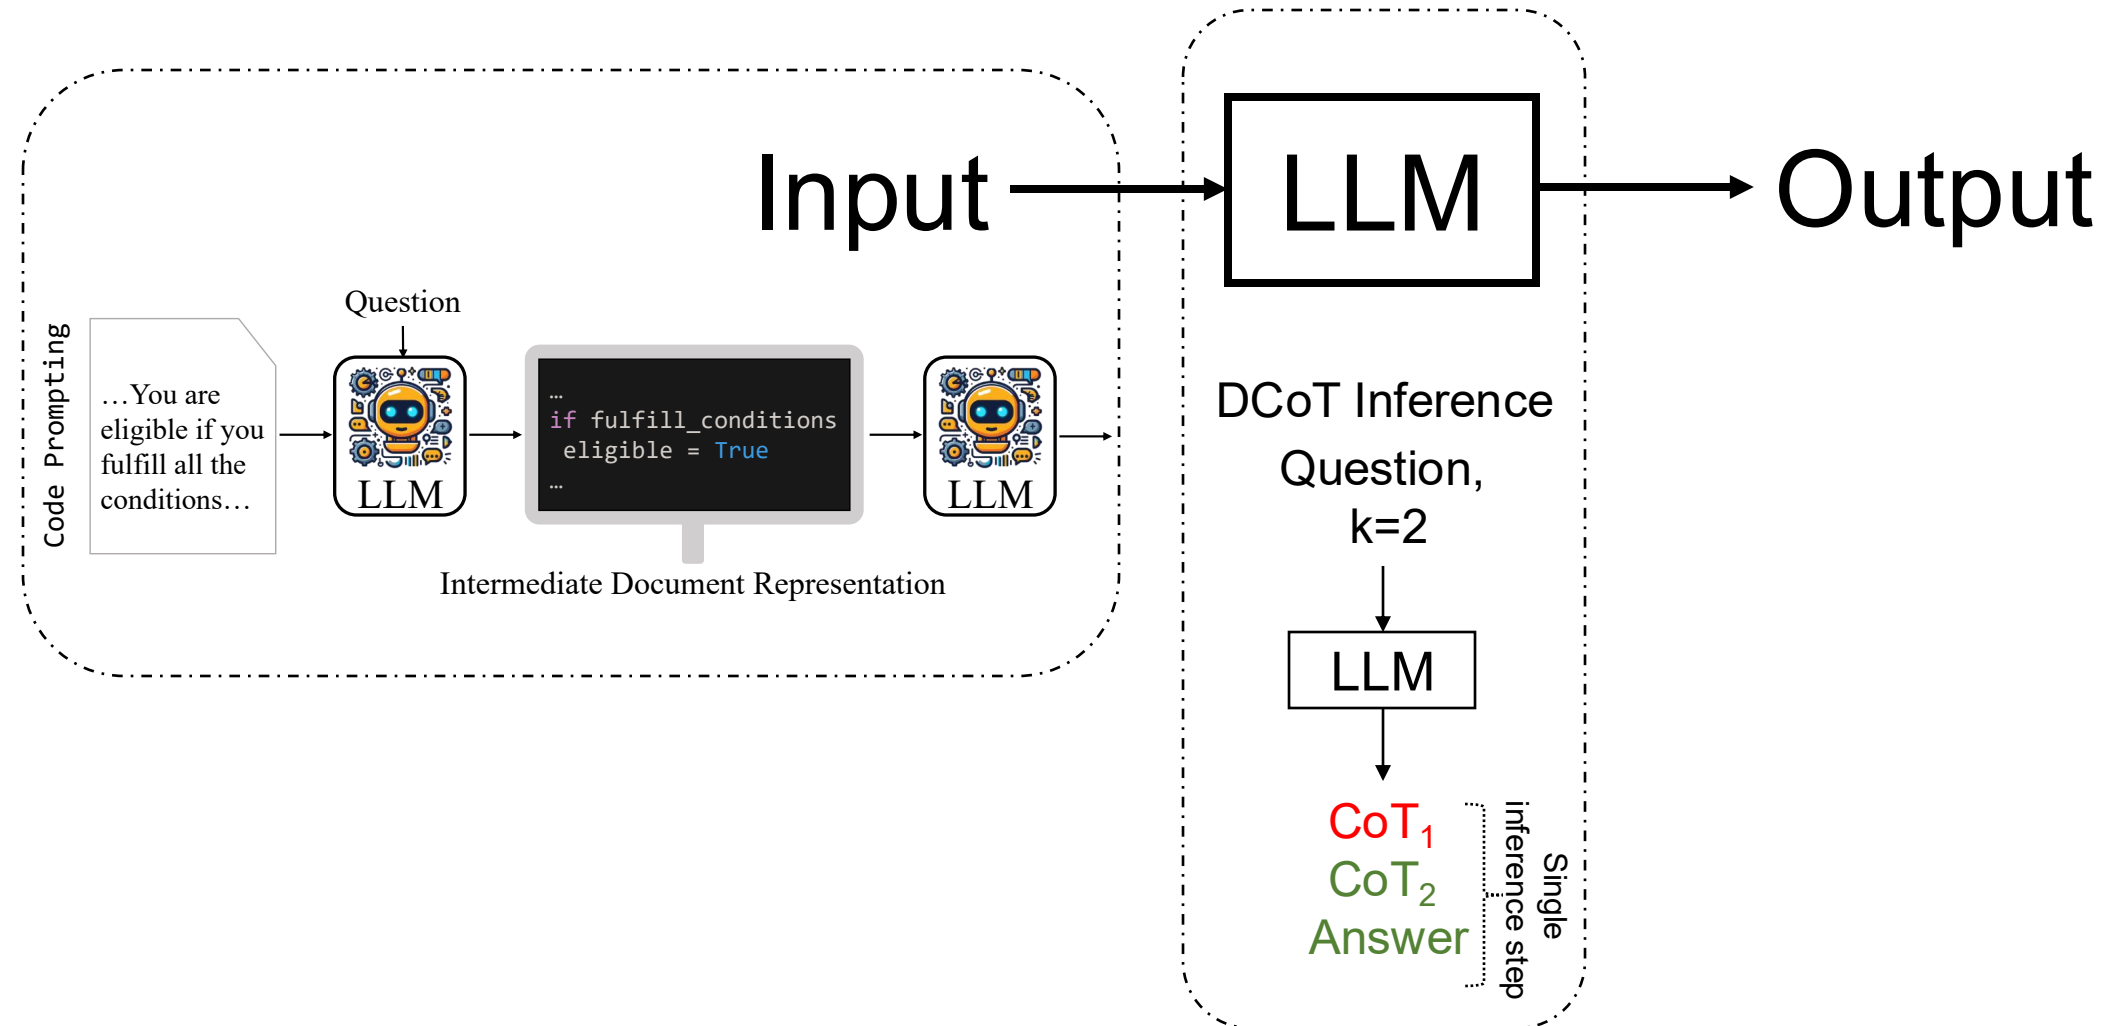 Input
LLM
Output
Code Prompting
…You are
eligible if you
fulfill all the
conditions…
Question
LLM
…
if fulfill_conditions
eligible = True
…
Intermediate Document Representation
LLM
DCoT Inference
Question,
k=2
LLM
CoT₁
CoT₂
Answer
Single
inference step